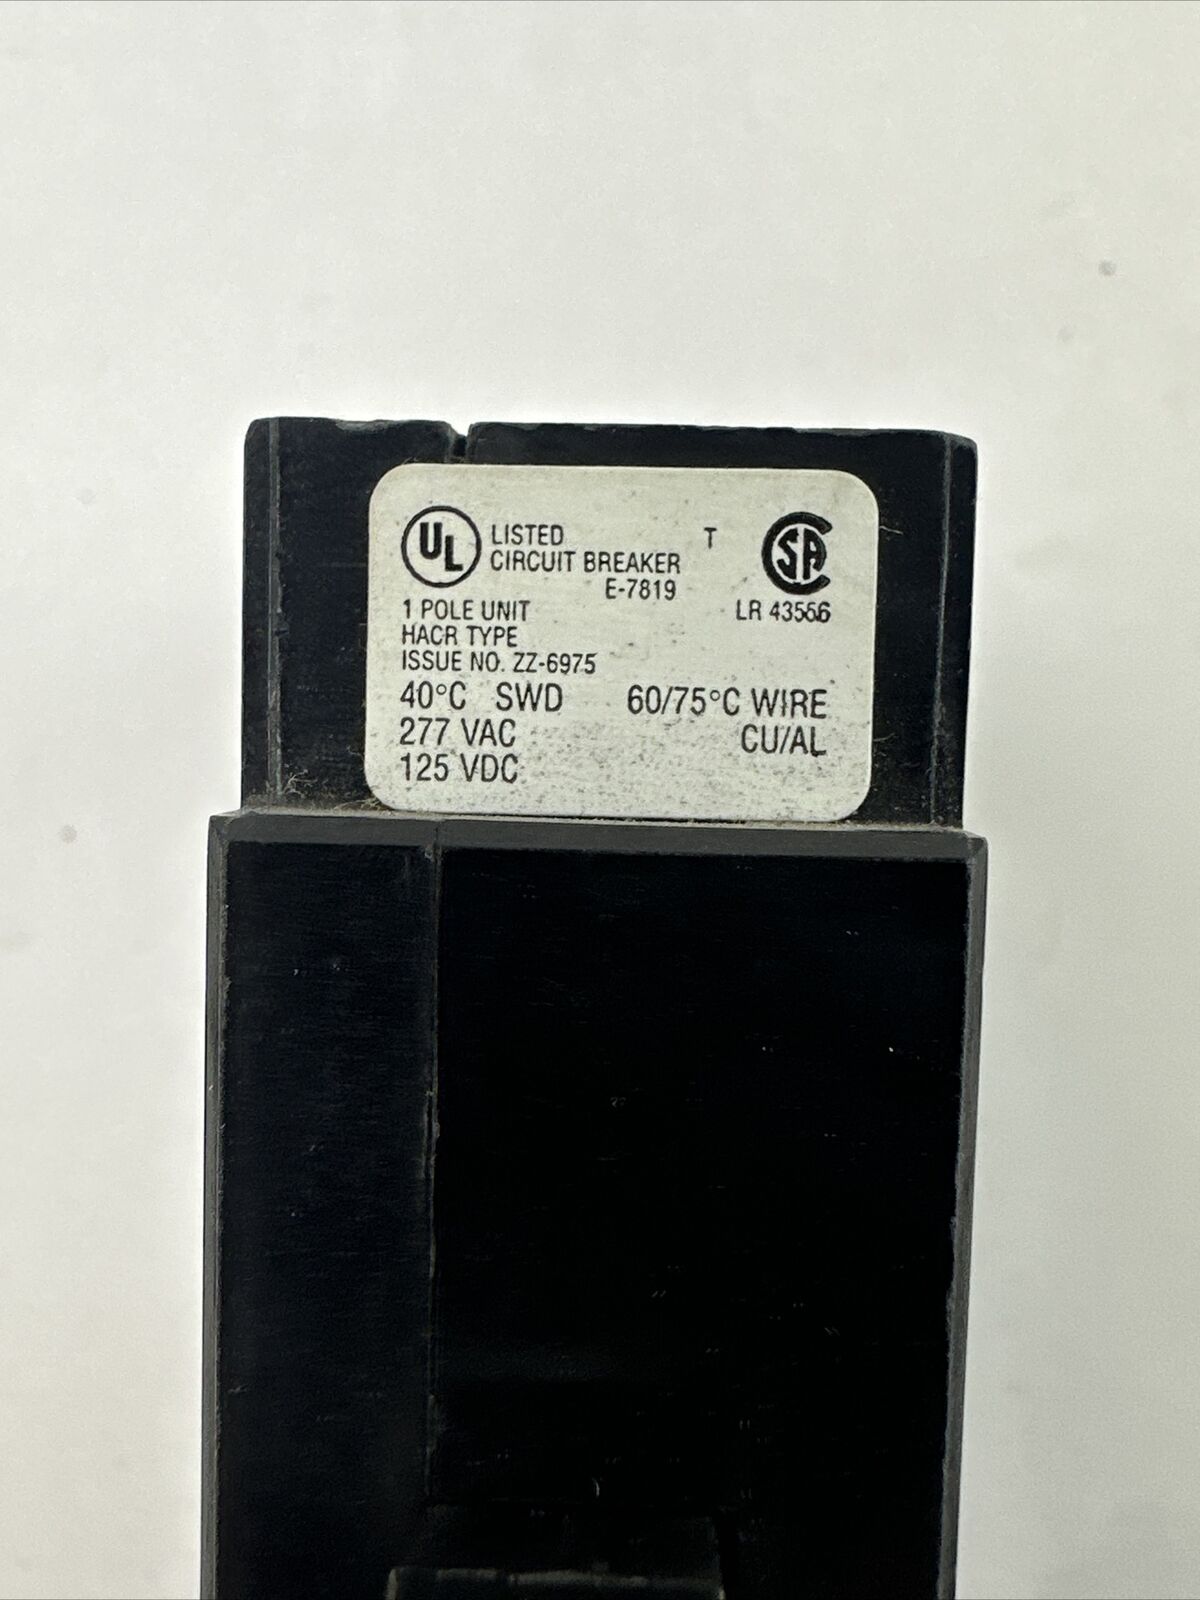 UL LISTED T SA
CIRCUIT BREAKER
E-7819
1 POLE UNIT LR 43556
HACR TYPE
ISSUE NO. ZZ-6975
40°C SWD 60/75°C WIRE
277 VAC CU/AL
125 VDC